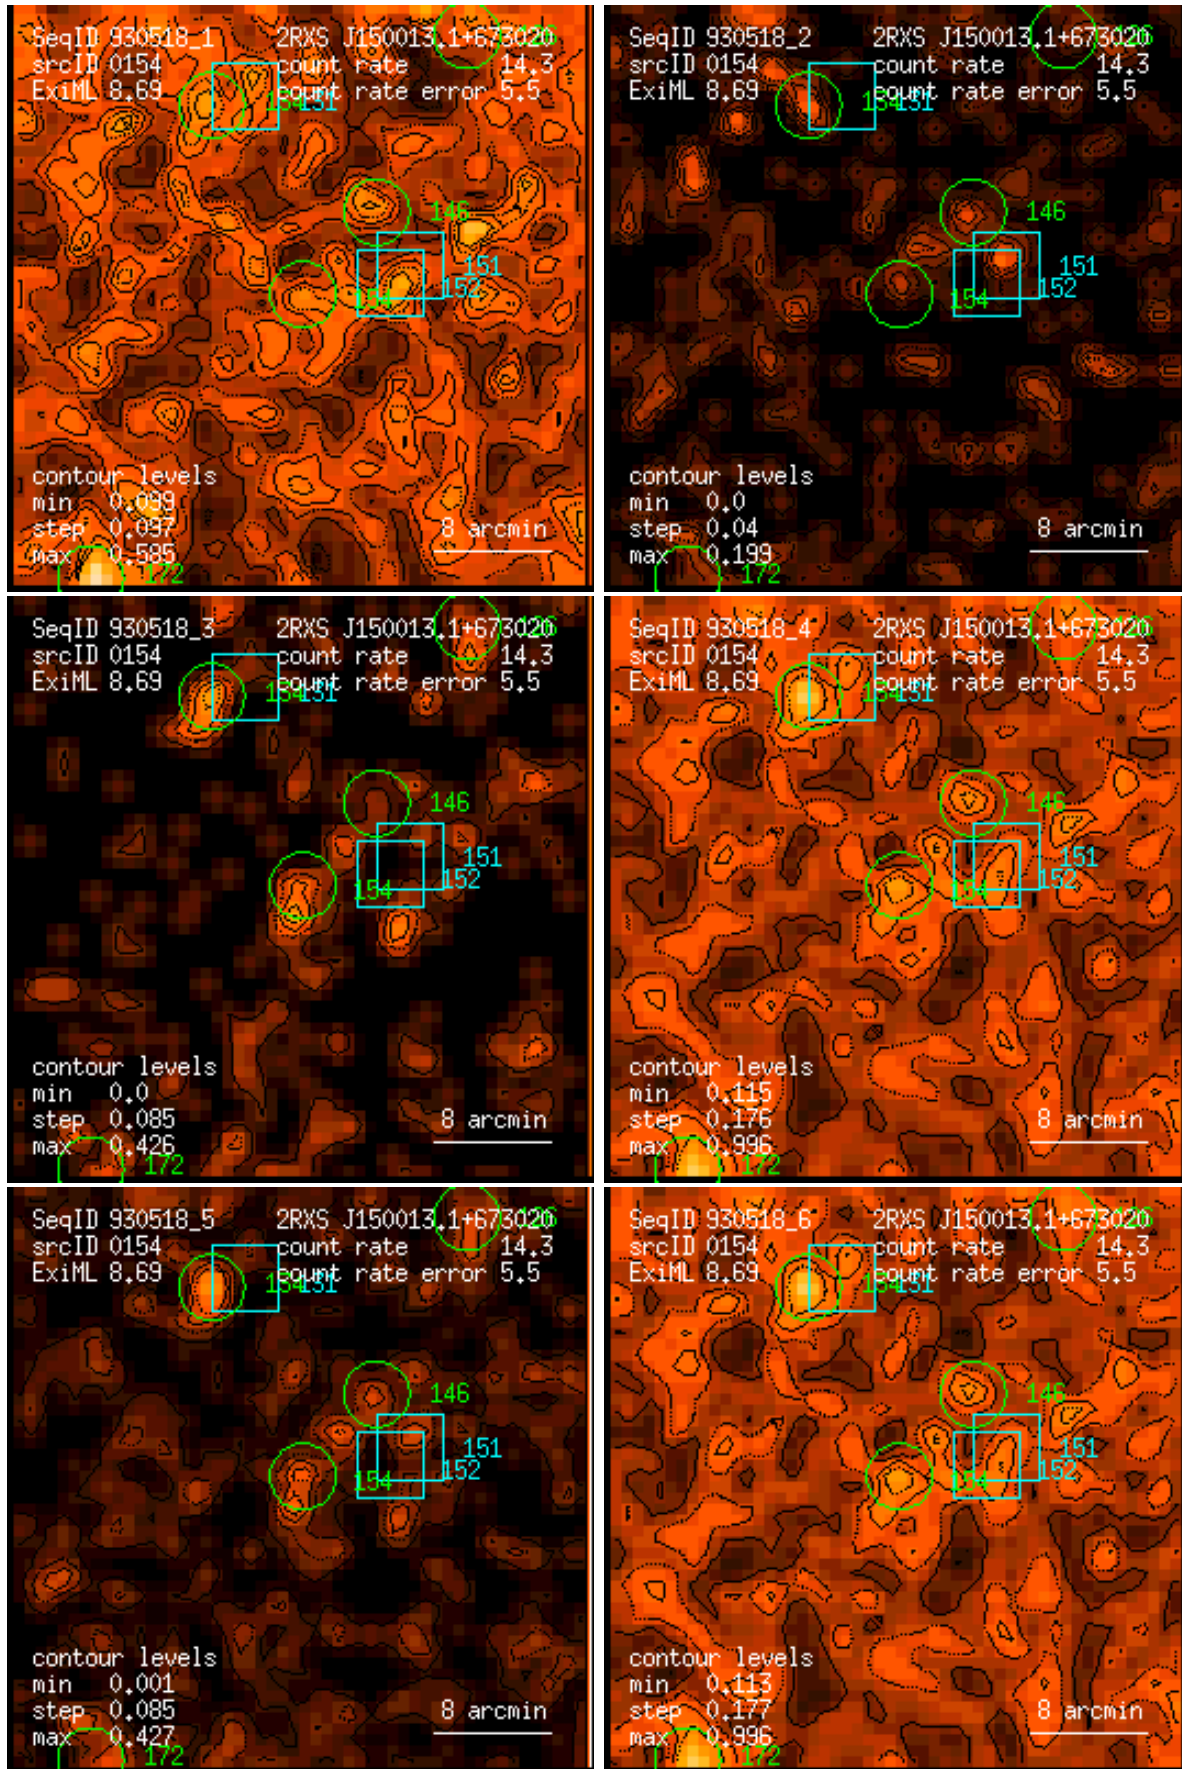 SeqID 930518_1 2RXS J150013.1+673020
srcID 0154 count rate 14.3
ExiML 8.69 count rate error 5.5
146
151
152
154
contour levels
min 0.099
step 0.097
max 0.585
8 arcmin
172
SeqID 930518_2 2RXS J150013.1+673020
srcID 0154 count rate 14.3
ExiML 8.69 count rate error 5.5
146
151
152
154
contour levels
min 0.0
step 0.04
max 0.199
8 arcmin
172
SeqID 930518_3 2RXS J150013.1+673020
srcID 0154 count rate 14.3
ExiML 8.69 count rate error 5.5
146
151
152
154
contour levels
min 0.0
step 0.085
max 0.426
8 arcmin
172
SeqID 930518_4 2RXS J150013.1+673020
srcID 0154 count rate 14.3
ExiML 8.69 count rate error 5.5
146
151
152
154
contour levels
min 0.115
step 0.176
max 0.996
8 arcmin
172
SeqID 930518_5 2RXS J150013.1+673020
srcID 0154 count rate 14.3
ExiML 8.69 count rate error 5.5
146
151
152
154
contour levels
min 0.001
step 0.085
max 0.427
8 arcmin
172
SeqID 930518_6 2RXS J150013.1+673020
srcID 0154 count rate 14.3
ExiML 8.69 count rate error 5.5
146
151
152
154
contour levels
min 0.113
step 0.177
max 0.996
8 arcmin
172